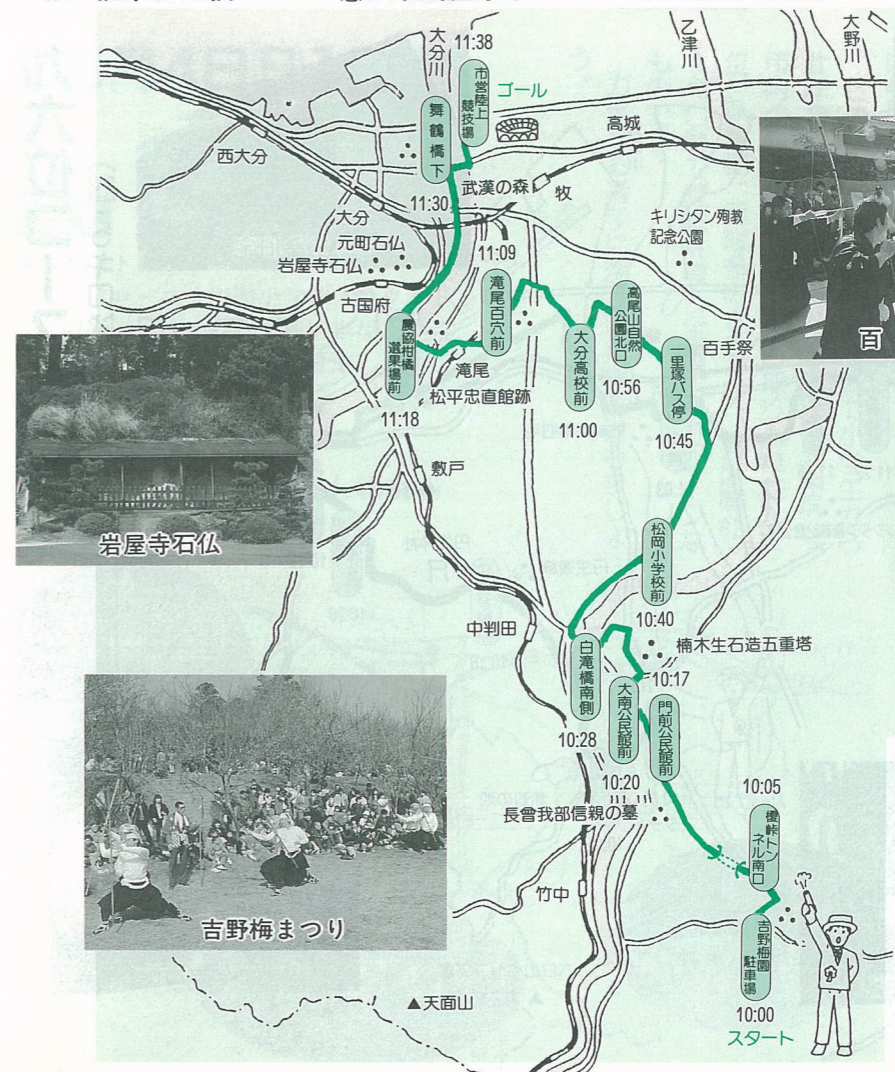 大分川
11:38
乙津川
大野川
市営陸上競技場
ゴール
舞鶴橋下
高城
西大分
武漢の森
牧
11:30
大分
キリシタン殉教
記念公園
元町石仏
11:09
岩屋寺石仏
滝尾百穴前
高尾山自然公園北口
古国府
大分高校前
一里塚バス停
百手祭
百
農協柑橘選果場前
滝尾
10:56
松平忠直館跡
11:18
11:00
10:45
敷戸
岩屋寺石仏
松岡小学校前
中判田
10:40
楠木生石造五重塔
白滝橋南側
10:17
大南公民館前
門前公民館前
10:28
10:20
10:05
長曾我部信親の墓
トンネル南口
竹中
吉野梅園駐車場
吉野梅まつり
▲天面山
10:00
スタート